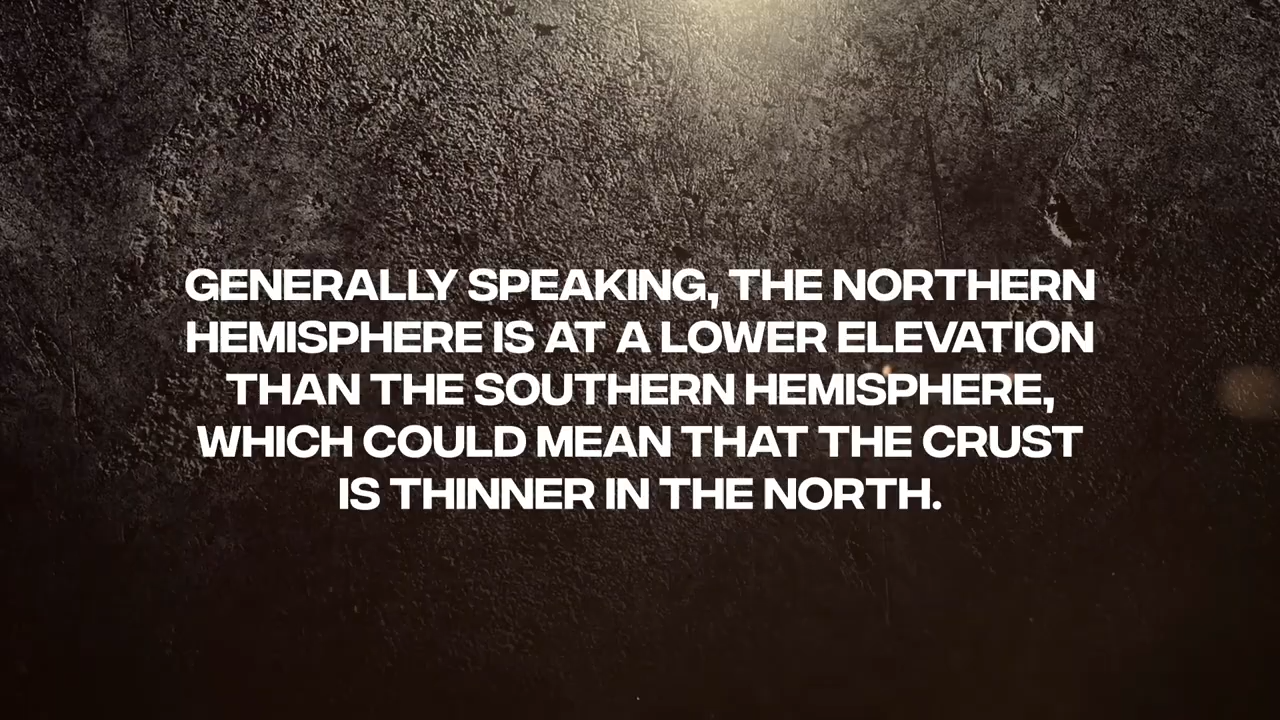 GENERALLY SPEAKING, THE NORTHERN
HEMISPHERE IS AT A LOWER ELEVATION
THAN THE SOUTHERN HEMISPHERE,
WHICH COULD MEAN THAT THE CRUST
IS THINNER IN THE NORTH.